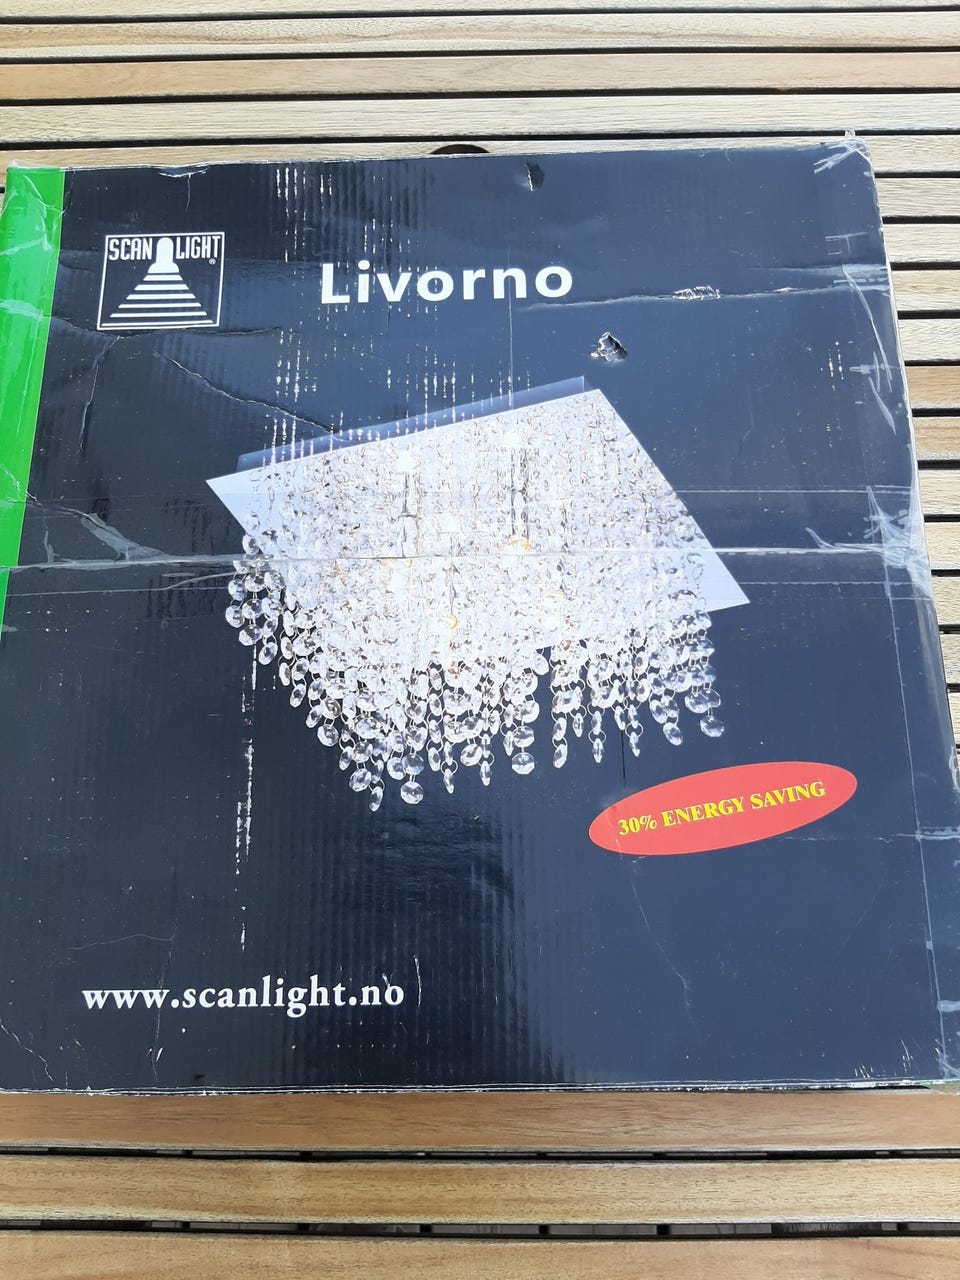 SCAN LIGHT®
Livorno
30% ENERGY SAVING
www.scanlight.no